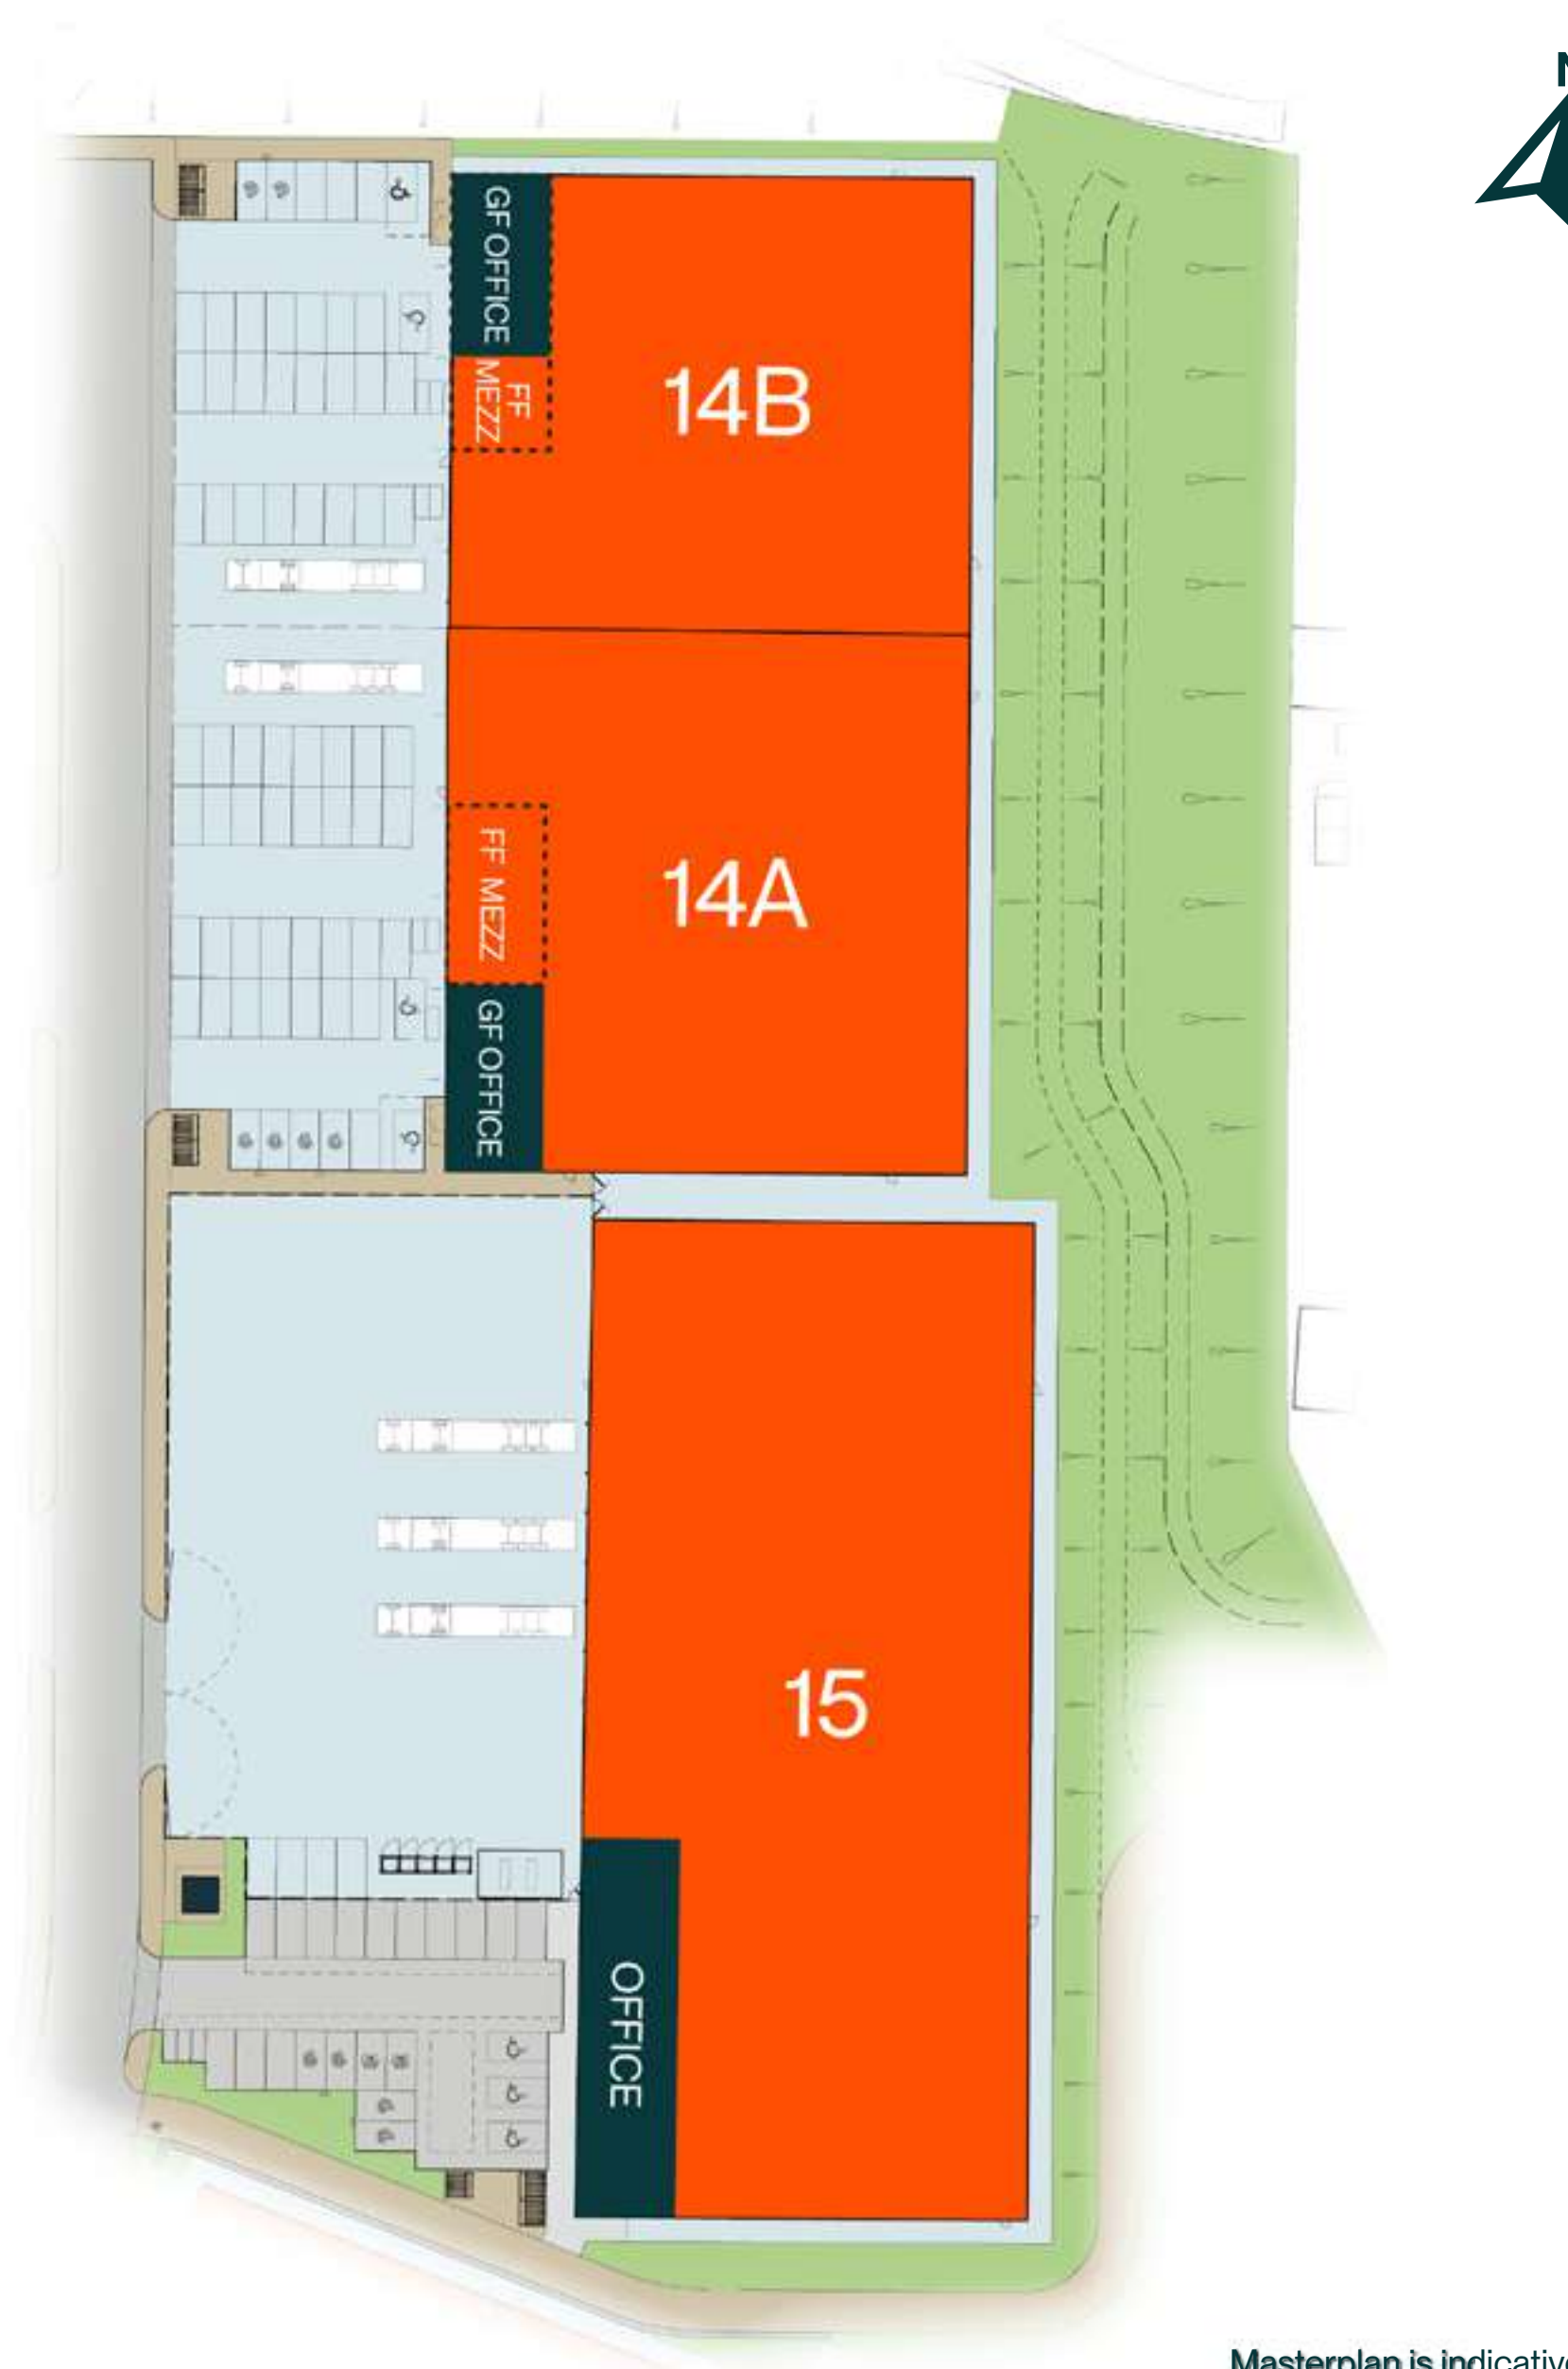 GF OFFICE
FF
MEZZ
14B
14A
FF MEZZ
GF OFFICE
15
OFFICE
Masterplan is indicative